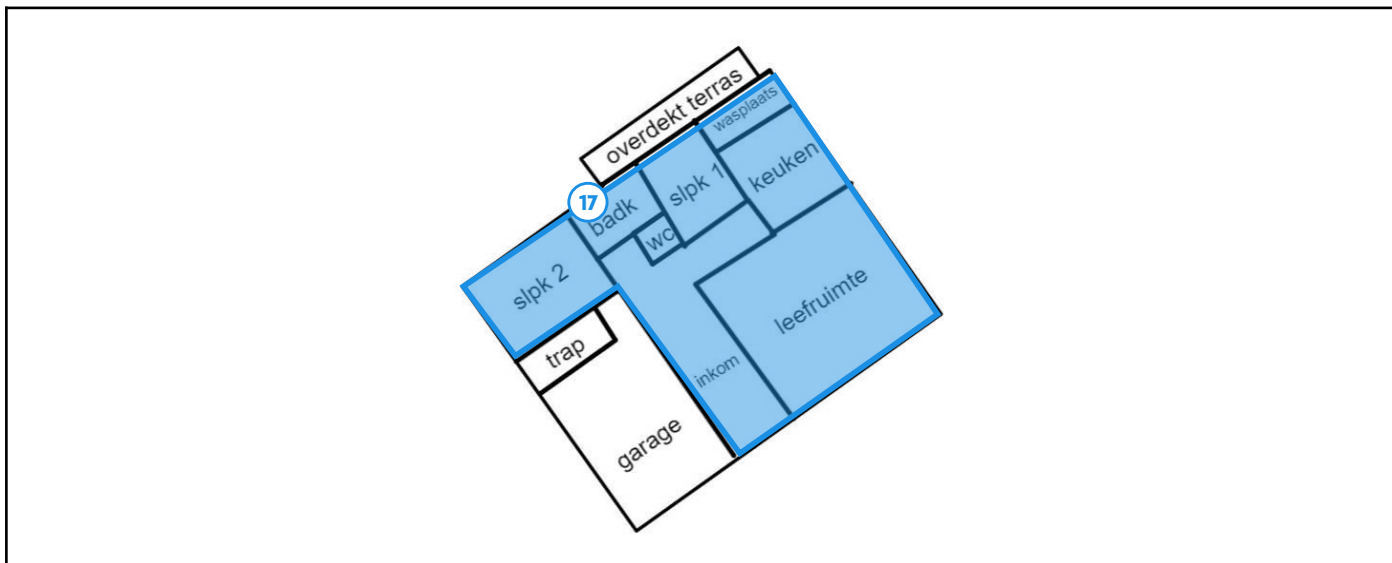 overdekt terras
wasplaats
keuken
slpk 1
17
badk
wc
slpk 2
leefruimte
trap
inkom
garage